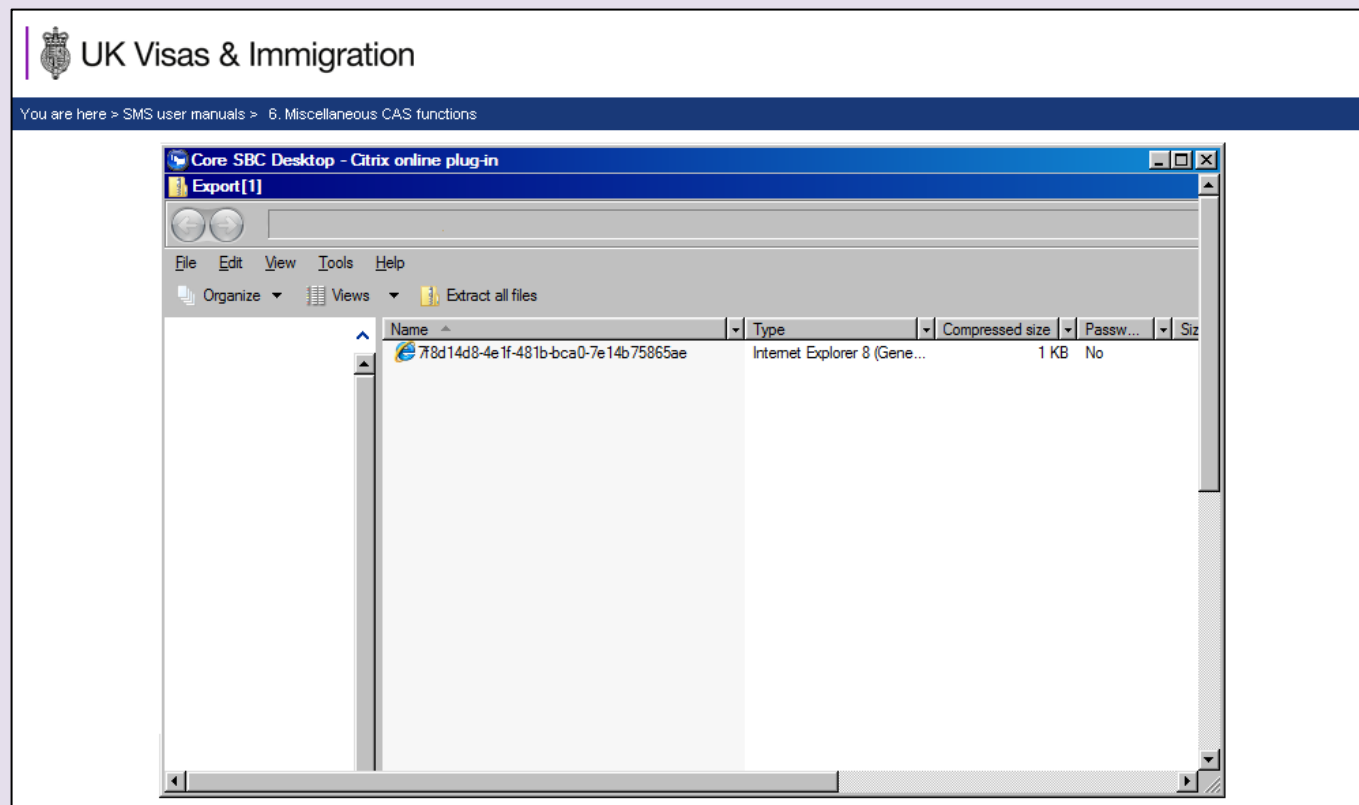 UK Visas & Immigration
You are here > SMS user manuals > 6. Miscellaneous CAS functions
Core SBC Desktop - Citrix online plug-in
Export[1]
File Edit View Tools Help
Organize Views Extract all files
Name Type Compressed size Passw... Siz
7f8d14d8-4e1f-481b-bca0-7e14b75865ae Internet Explorer 8 (Gene... 1 KB No